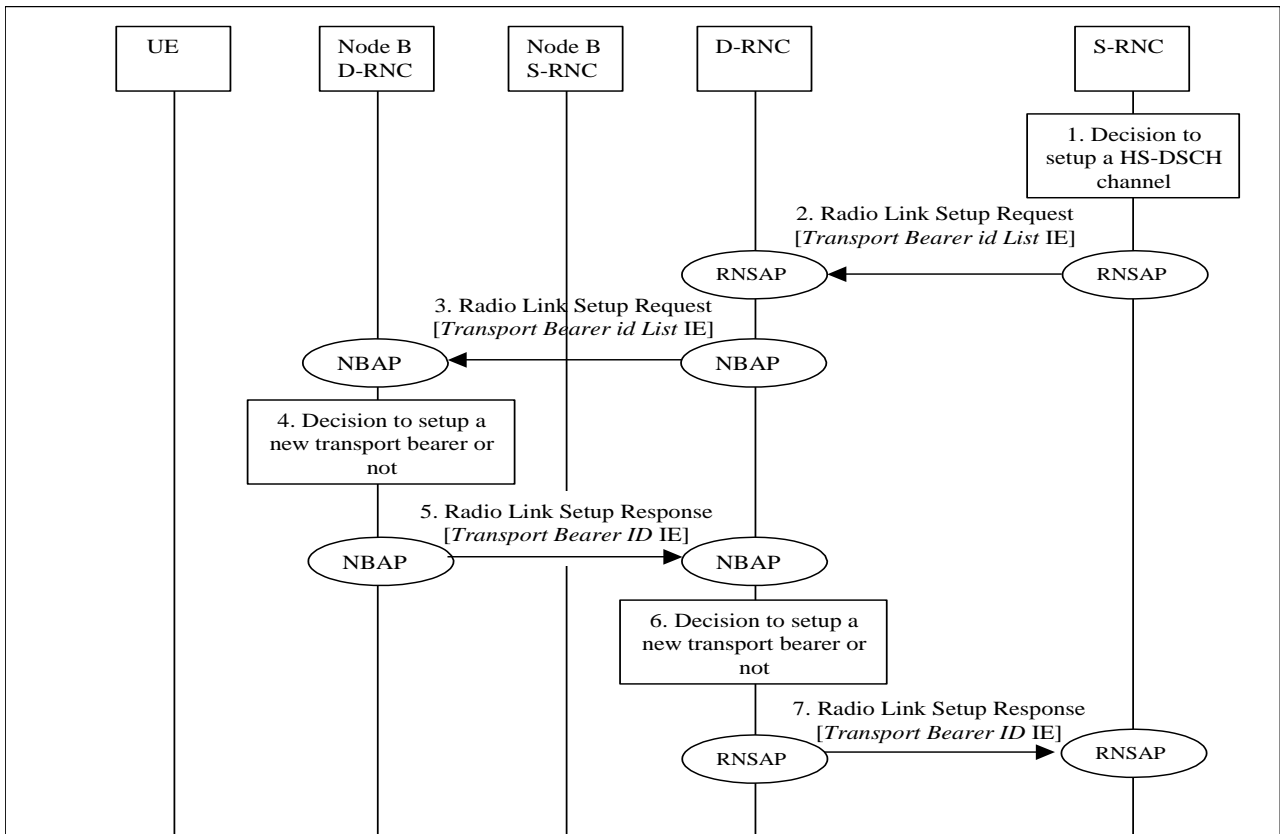 UE
Node B
D-RNC
Node B
S-RNC
D-RNC
S-RNC
1. Decision to
setup a HS-DSCH
channel
2. Radio Link Setup Request
[Transport Bearer id List IE]
RNSAP
RNSAP
3. Radio Link Setup Request
[Transport Bearer id List IE]
NBAP
NBAP
4. Decision to setup a
new transport bearer or
not
5. Radio Link Setup Response
[Transport Bearer ID IE]
NBAP
NBAP
6. Decision to setup a
new transport bearer or
not
7. Radio Link Setup Response
[Transport Bearer ID IE]
RNSAP
RNSAP